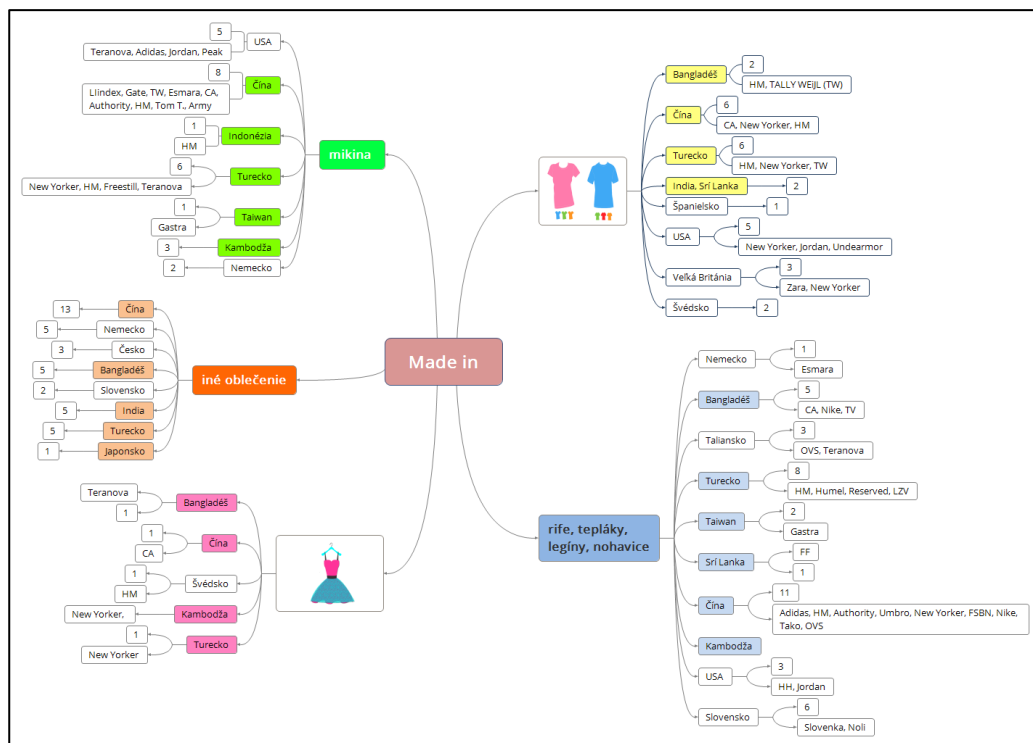 Made in
mikina
5
USA
Teranova, Adidas, Jordan, Peak
8
Čína
LIindex, Gate, TW, Esmara, CA,
Authority, HM, Tom T., Army
1
Indonézia
HM
6
Turecko
New Yorker, HM, Freestill, Teranova
1
Taiwan
Gastra
3
Kambodža
2
Nemecko
iné oblečenie
13
Čína
5
Nemecko
3
Česko
5
Bangladéš
2
Slovensko
5
India
5
Turecko
1
Japonsko
Teranova
Bangladéš
1
1
Čína
CA
1
Švédsko
HM
New Yorker,
Kambodža
1
Turecko
New Yorker
Bangladéš
2
HM, TALLY WEiJL (TW)
Čína
6
CA, New Yorker, HM
Turecko
6
HM, New Yorker, TW
India, Srí Lanka
2
Španielsko
1
USA
5
New Yorker, Jordan, Undearmor
Veľká Británia
3
Zara, New Yorker
Švédsko
2
rife, tepláky,
legíny, nohavice
Nemecko
1
Esmara
Bangladéš
5
CA, Nike, TV
Taliansko
3
OVS, Teranova
Turecko
8
HM, Humel, Reserved, LZV
Taiwan
2
Gastra
Srí Lanka
FF
1
Čína
11
Adidas, HM, Authority, Umbro, New Yorker, FSBN, Nike,
Tako, OVS
Kambodža
USA
3
HH, Jordan
Slovensko
6
Slovenka, Noli